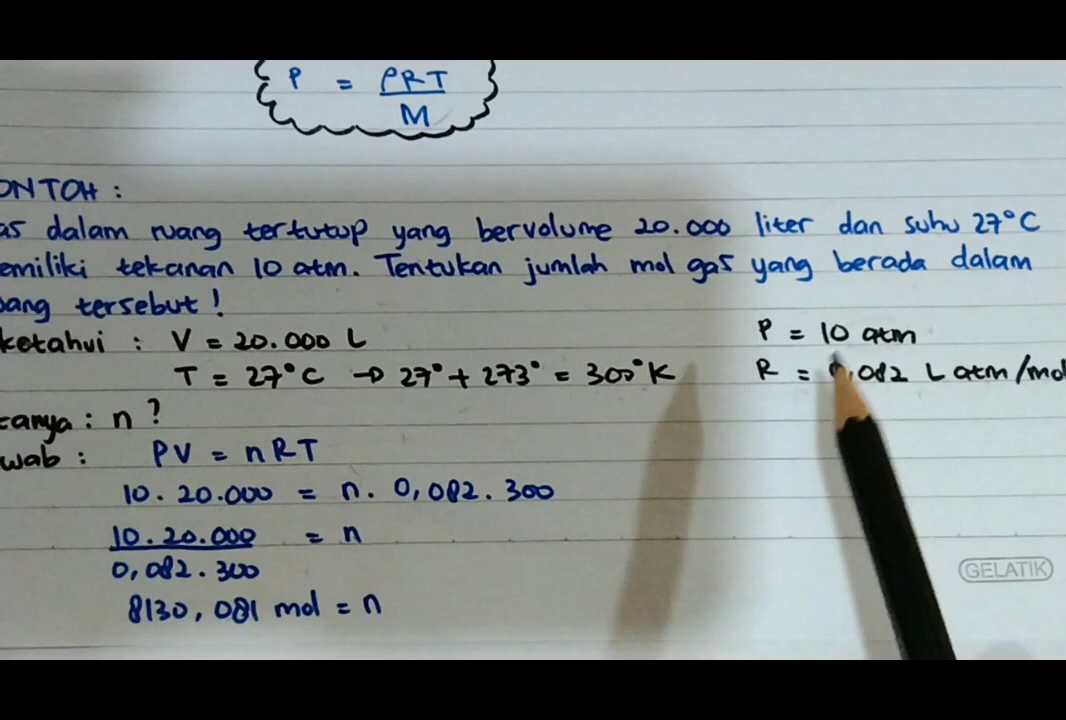 P = ρRT
M
ONTOH :
as dalam ruang tertutup yang bervolume 20.000 liter dan suhu 27°C
emiliki tekanan 10 atm. Tentukan jumlah mol gas yang berada dalam
uang tersebut !
ketahui : V = 20.000 L P = 10 atm
T = 27°C → 27° + 273° = 300°K R = 0,082 L atm/mol
tanya : n ?
wab : PV = nRT
10. 20.000 = n. 0,082. 300
10. 20.000 = n
0,082. 300
8130, 081 mol = n
GELATIK